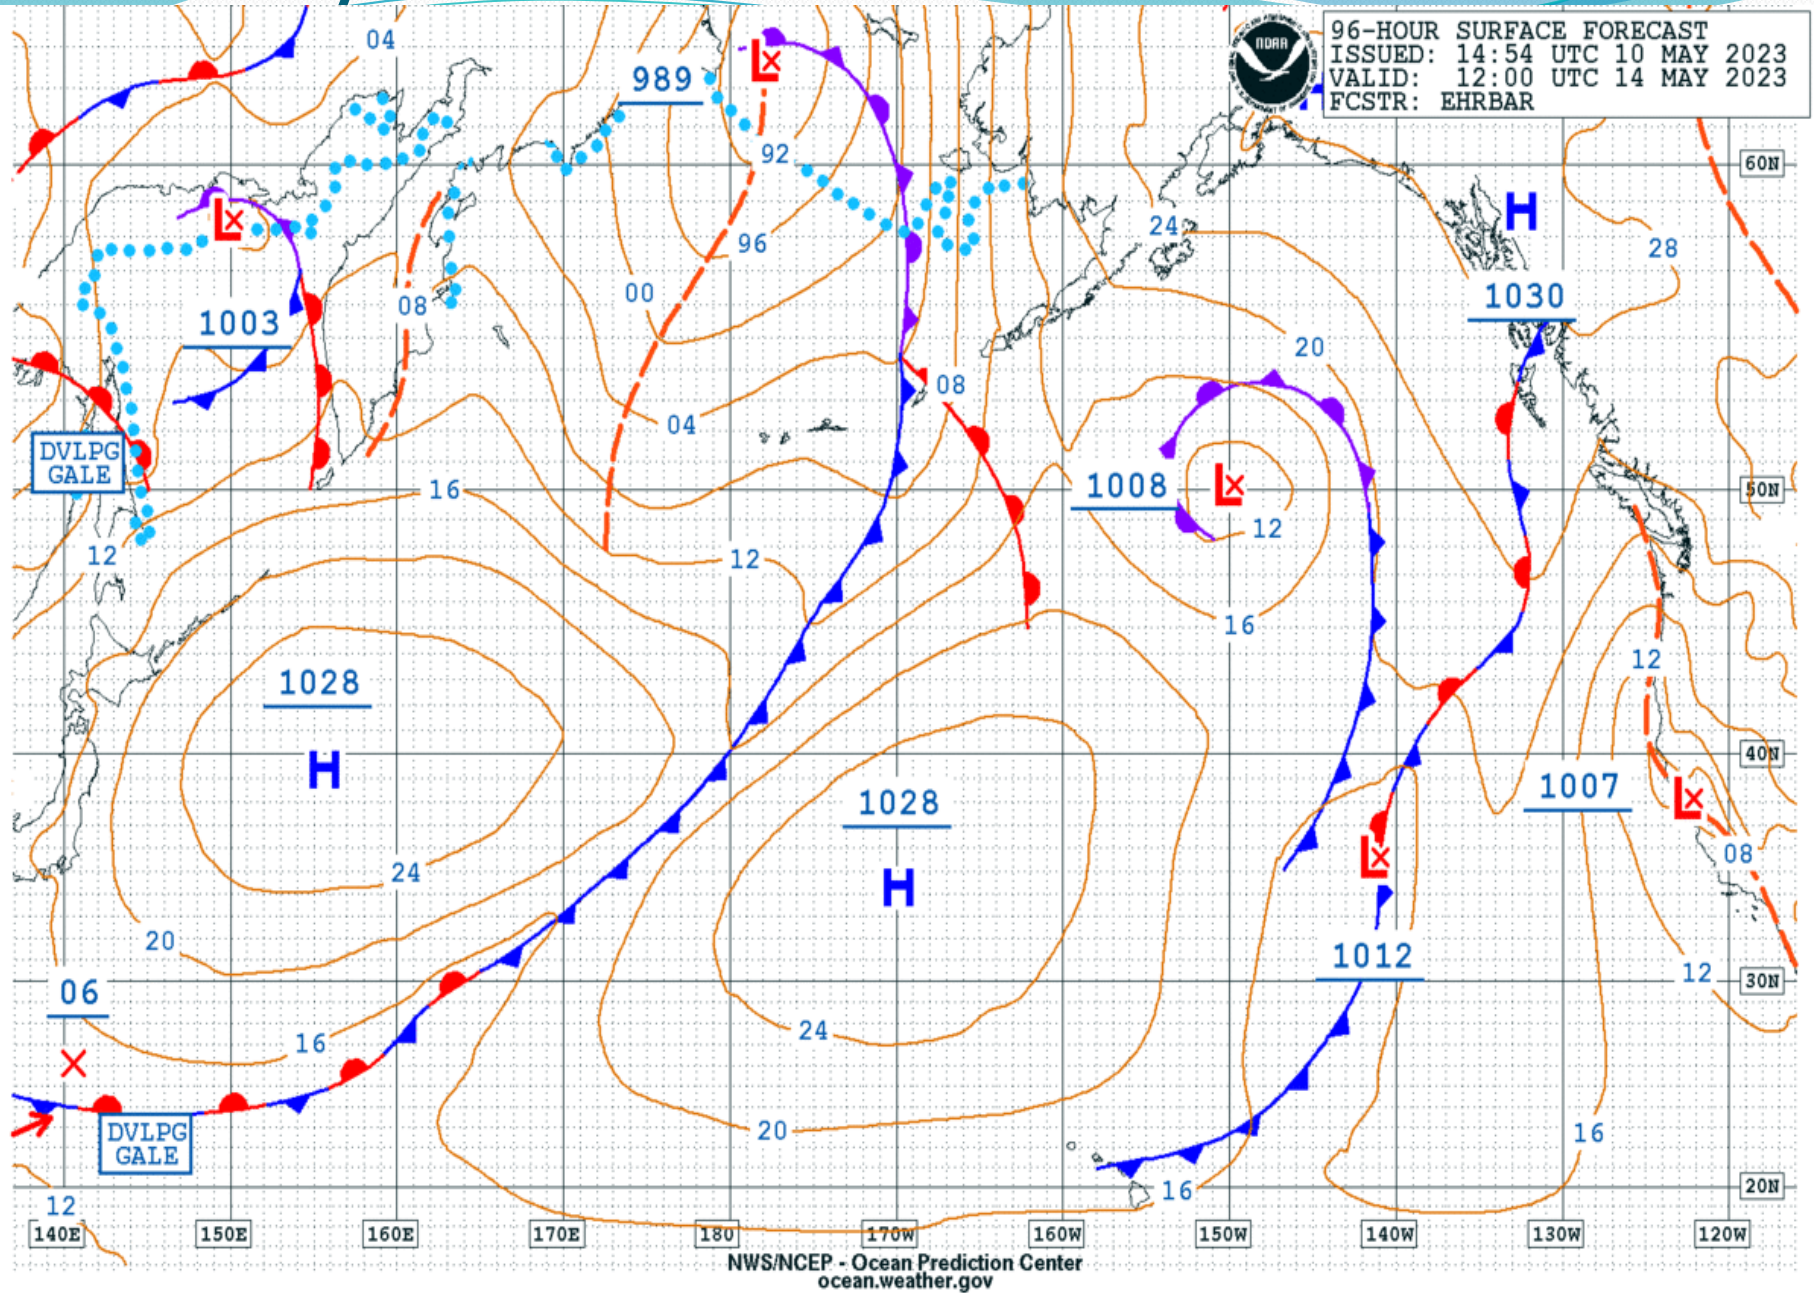 96-HOUR SURFACE FORECAST
ISSUED: 14:54 UTC 10 MAY 2023
VALID: 12:00 UTC 14 MAY 2023
FCSTR: EHRBAR
NOAA
04
989
L
92
60N
H
L
24
96
28
00
1030
08
1003
20
08
04
DVLPG
GALE
1008
L
16
50N
12
12
12
16
12
1028
H
40N
1007
L
1028
08
L
24
H
20
1012
12
30N
06
24
16
20
16
DVLPG
GALE
16
20N
12
140E
150E
160E
170E
180
170W
160W
150W
140W
130W
120W
NWS/NCEP - Ocean Prediction Center
ocean.weather.gov